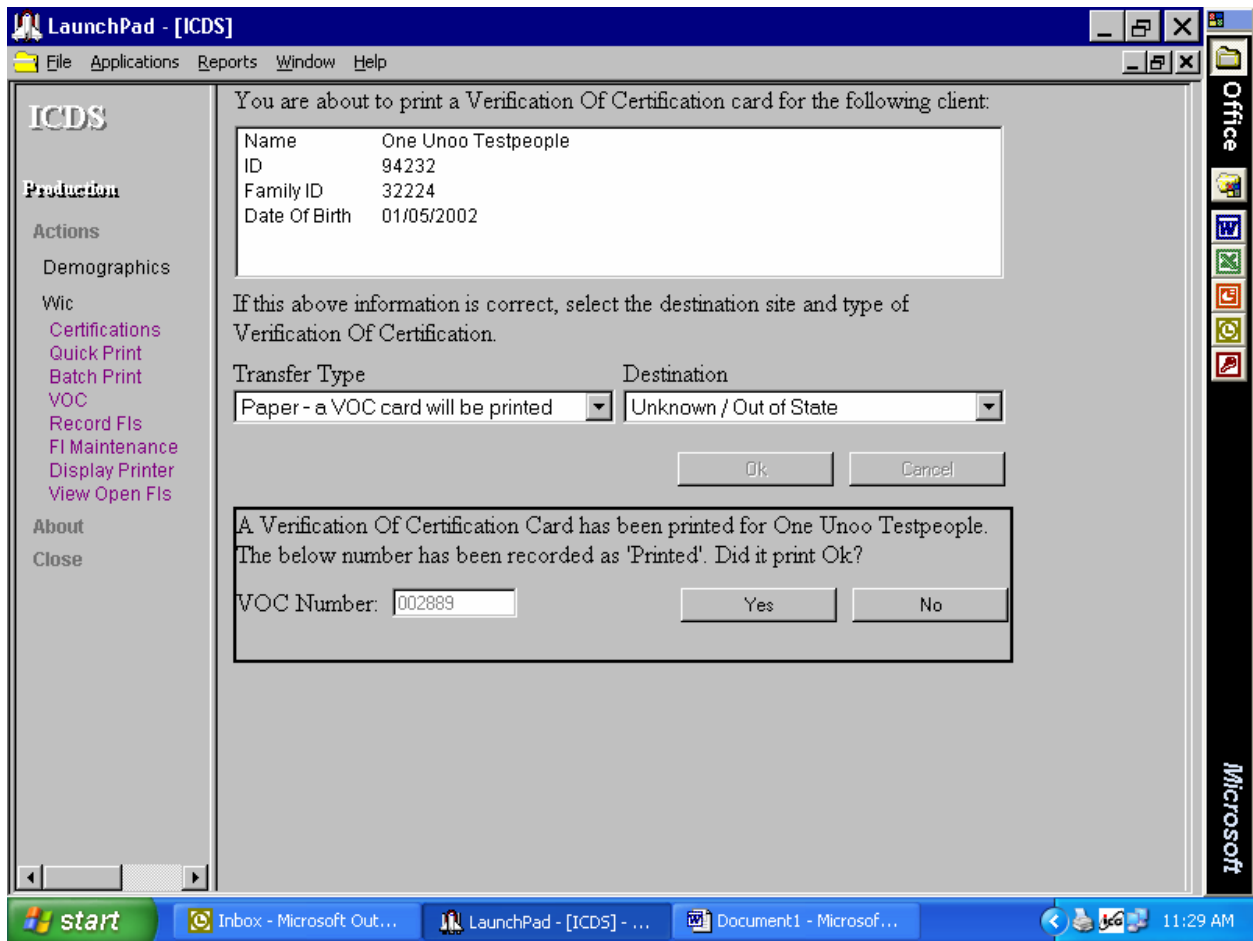 LaunchPad - [ICDS]
File Applications Reports Window Help
ICDS
Production
Actions
Demographics
Wic
Certifications
Quick Print
Batch Print
VOC
Record FIs
FI Maintenance
Display Printer
View Open FIs
About
Close
You are about to print a Verification Of Certification card for the following client:
Name One Unoo Testpeople
ID 94232
Family ID 32224
Date Of Birth 01/05/2002
If this above information is correct, select the destination site and type of
Verification Of Certification.
Transfer Type Destination
Paper - a VOC card will be printed Unknown / Out of State
Ok Cancel
A Verification Of Certification Card has been printed for One Unoo Testpeople.
The below number has been recorded as 'Printed'. Did it print Ok?
VOC Number: 002889 Yes No
Office
Microsoft
start Inbox - Microsoft Out... LaunchPad - [ICDS] - ... Document1 - Microsof... 11:29 AM